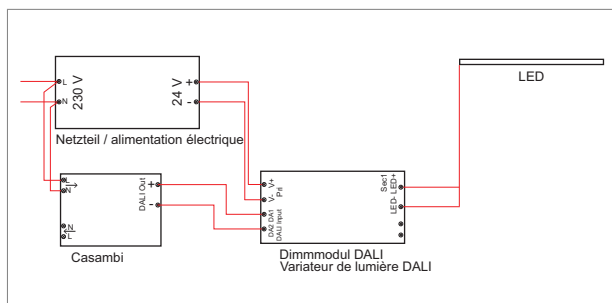 L
N
230 V
24 V
+
-
Netzteil / alimentation électrique
LED
L
N
DALI Out
+
-
N
L
Casambi
V+
V-
Pri
DA1
DA2
DALI Input
Sec1
LED+
LED-
Dimmmodul DALI
Variateur de lumière DALI